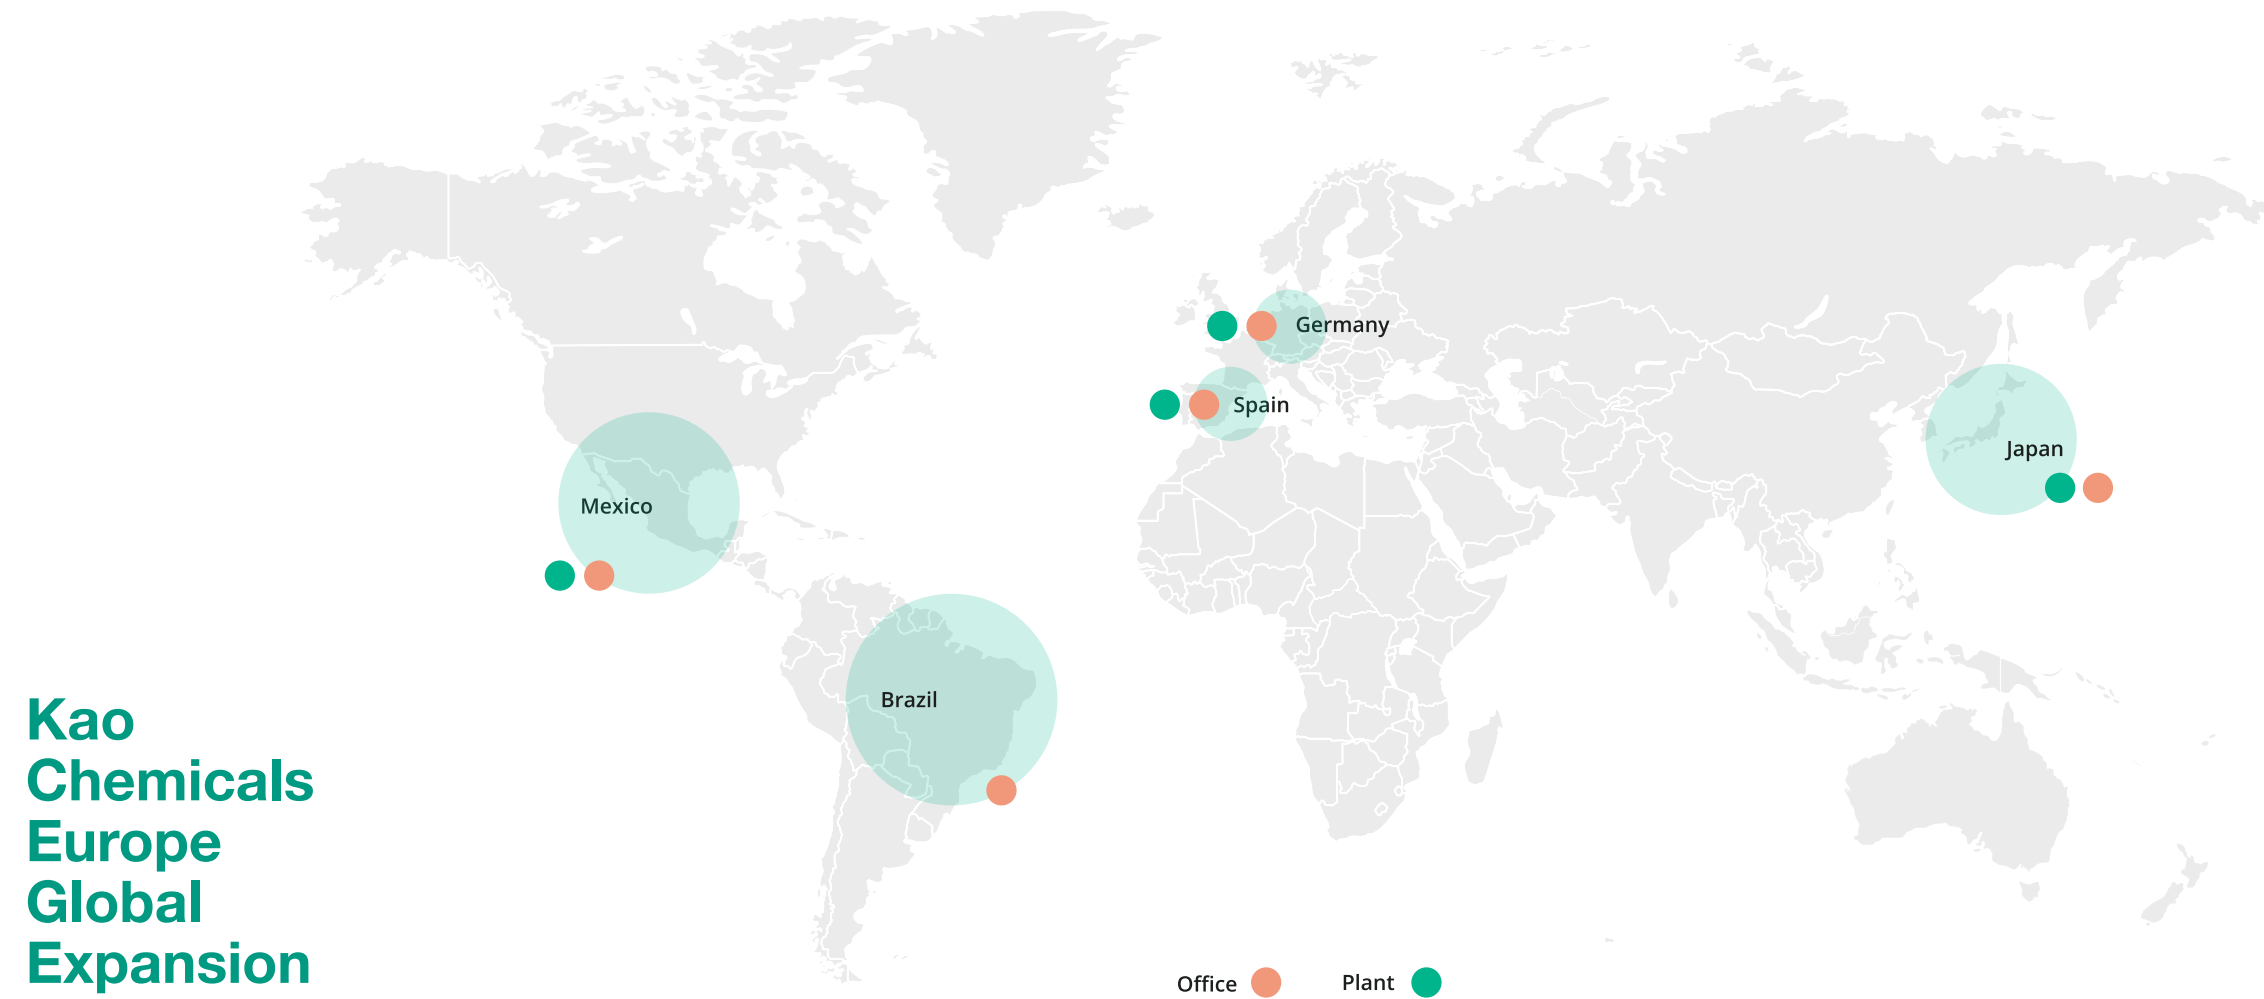 Germany
Spain
Japan
Mexico
Brazil
Kao
Chemicals
Europe
Global
Expansion
Office
Plant